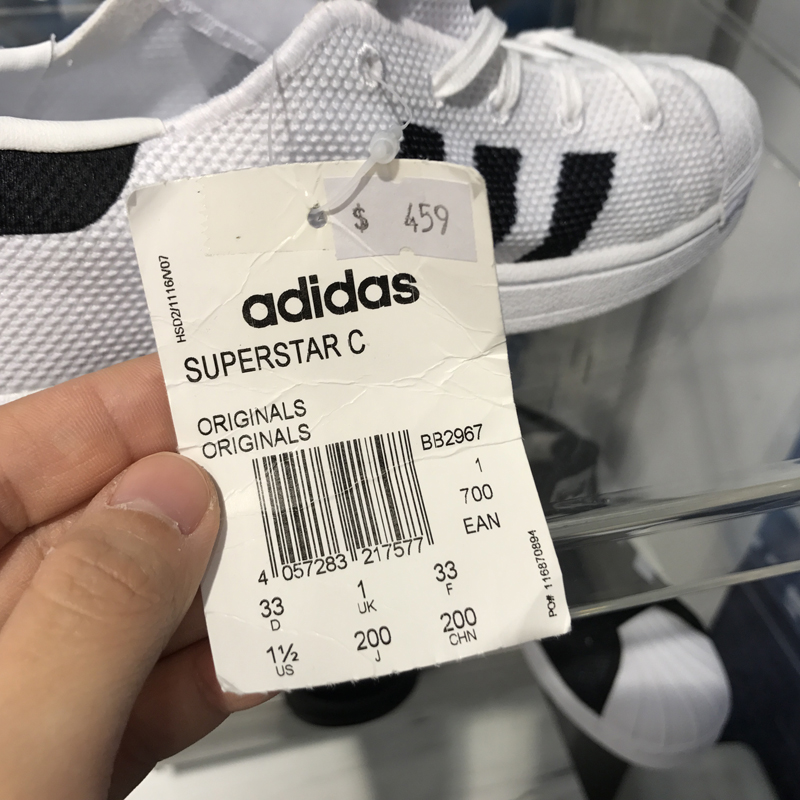 $ 459
HSD2/1116/V07
adidas
SUPERSTAR C
ORIGINALS
ORIGINALS
BB2967
1
700
EAN
4 057283 217577
33 D
1 UK
33 F
1½ US
200 J
200 CHN
PO# 116870894